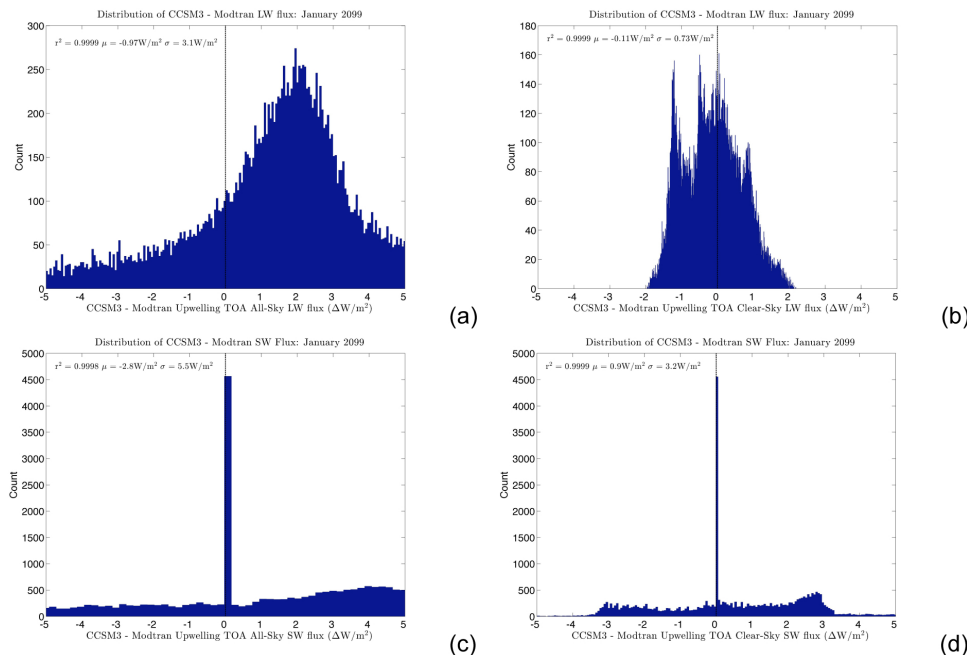 Distribution of CCSM3 - Modtran LW flux: January 2099
r² = 0.9999 μ = -0.97W/m² σ = 3.1W/m²
300
250
200
150
100
50
0
Count
-5 -4 -3 -2 -1 0 1 2 3 4 5
CCSM3 - Modtran Upwelling TOA All-Sky LW flux (ΔW/m²)
(a)
Distribution of CCSM3 - Modtran LW flux: January 2099
r² = 0.9999 μ = -0.11W/m² σ = 0.73W/m²
180
160
140
120
100
80
60
40
20
0
Count
-5 -4 -3 -2 -1 0 1 2 3 4 5
CCSM3 - Modtran Upwelling TOA Clear-Sky LW flux (ΔW/m²)
(b)
Distribution of CCSM3 - Modtran SW Flux: January 2099
r² = 0.9998 μ = -2.8W/m² σ = 5.5W/m²
5000
4500
4000
3500
3000
2500
2000
1500
1000
500
0
Count
-5 -4 -3 -2 -1 0 1 2 3 4 5
CCSM3 - Modtran Upwelling TOA All-Sky SW flux (ΔW/m²)
(c)
Distribution of CCSM3 - Modtran SW Flux: January 2099
r² = 0.9999 μ = 0.9W/m² σ = 3.2W/m²
5000
4500
4000
3500
3000
2500
2000
1500
1000
500
0
Count
-5 -4 -3 -2 -1 0 1 2 3 4 5
CCSM3 - Modtran Upwelling TOA Clear-Sky SW flux (ΔW/m²)
(d)